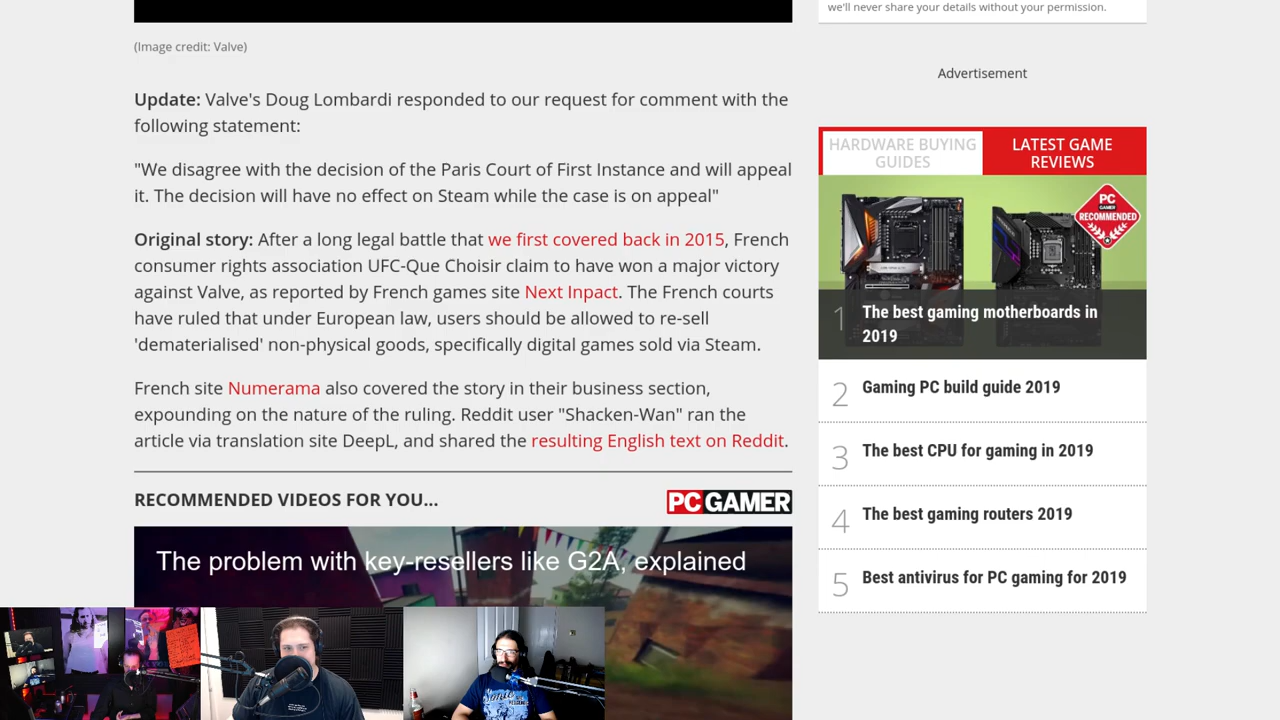 we'll never share your details without your permission.
(Image credit: Valve)
Advertisement
Update: Valve's Doug Lombardi responded to our request for comment with the
following statement:
"We disagree with the decision of the Paris Court of First Instance and will appeal
it. The decision will have no effect on Steam while the case is on appeal"
Original story: After a long legal battle that we first covered back in 2015, French
consumer rights association UFC-Que Choisir claim to have won a major victory
against Valve, as reported by French games site Next Inpact. The French courts
have ruled that under European law, users should be allowed to re-sell
'dematerialised' non-physical goods, specifically digital games sold via Steam.
French site Numerama also covered the story in their business section,
expounding on the nature of the ruling. Reddit user "Shacken-Wan" ran the
article via translation site DeepL, and shared the resulting English text on Reddit.
RECOMMENDED VIDEOS FOR YOU...
PC GAMER
The problem with key-resellers like G2A, explained
HARDWARE BUYING
GUIDES
LATEST GAME
REVIEWS
PC
GAMER
RECOMMENDED
1 The best gaming motherboards in
2019
2 Gaming PC build guide 2019
3 The best CPU for gaming in 2019
4 The best gaming routers 2019
5 Best antivirus for PC gaming for 2019